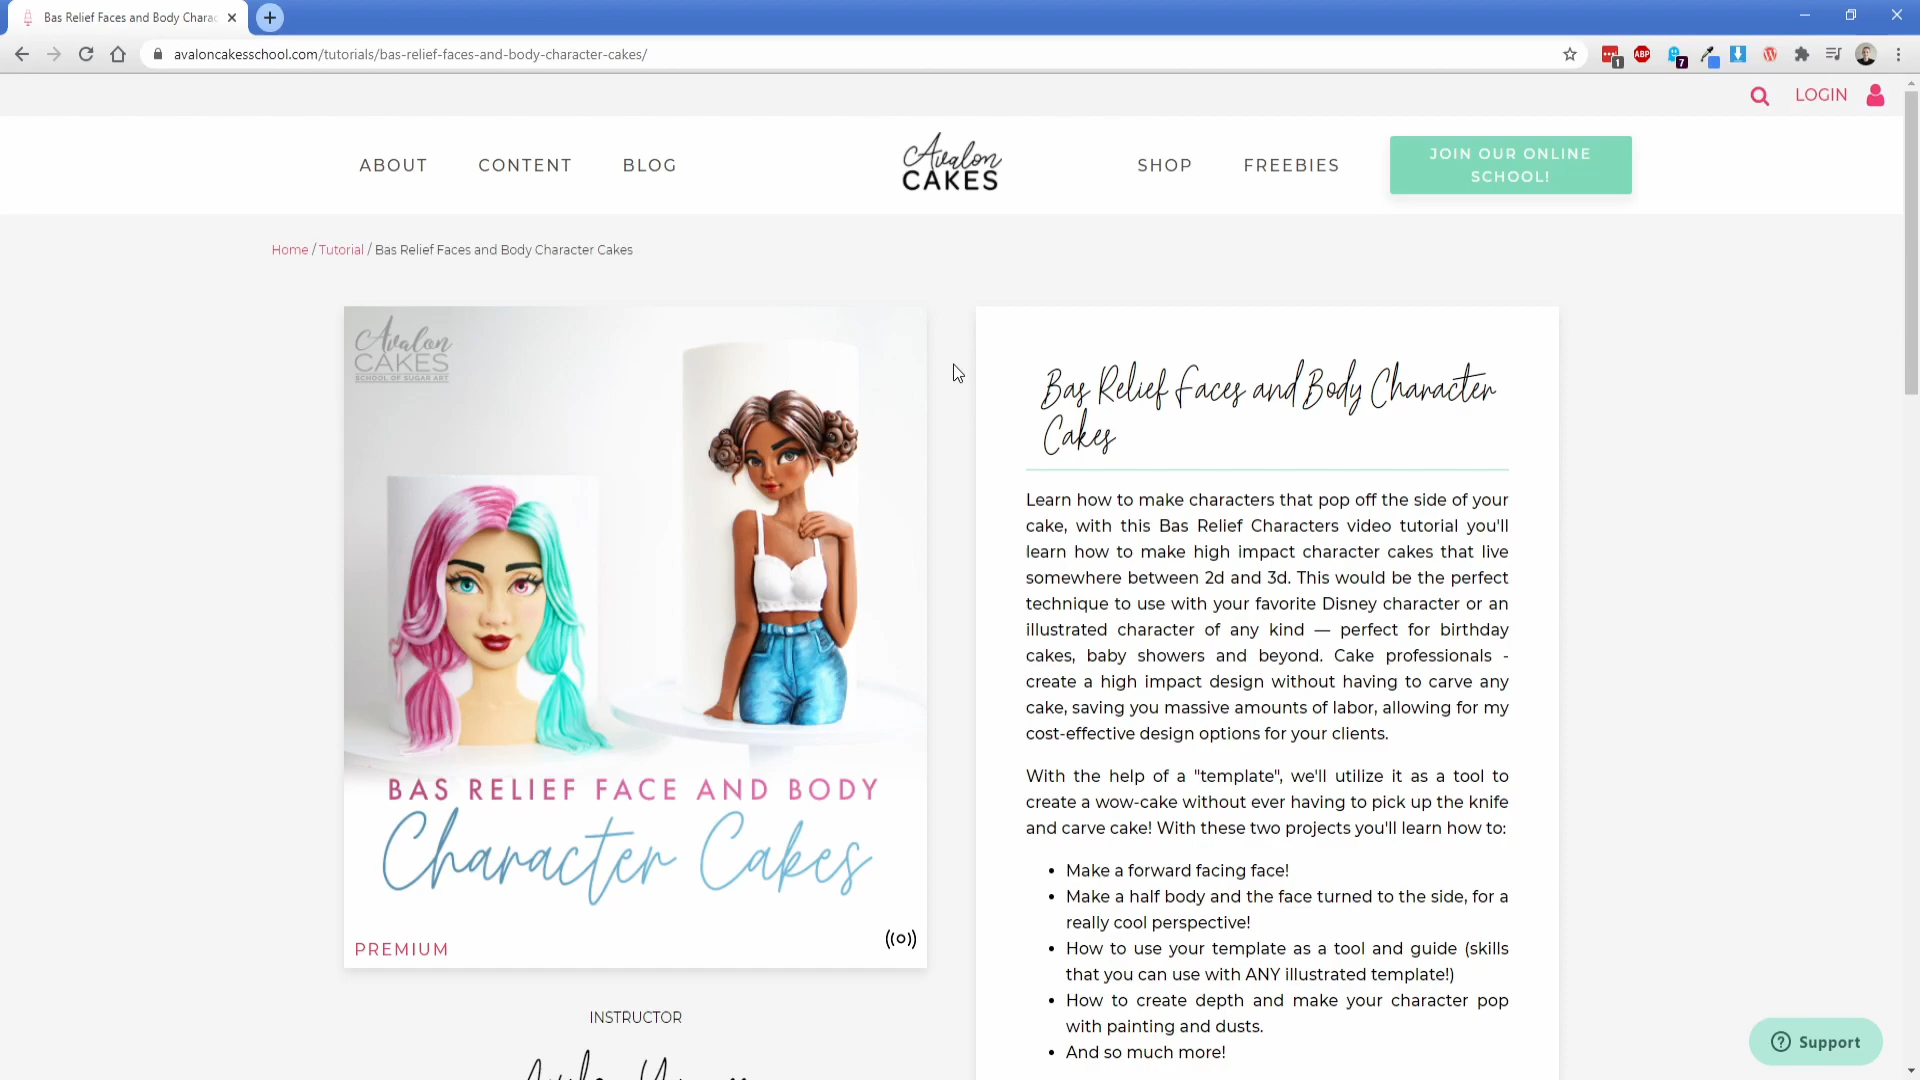 Bas Relief Faces and Body Charac
avaloncakesschool.com/tutorials/bas-relief-faces-and-body-character-cakes/
1
ABP
7
LOGIN
ABOUT
CONTENT
BLOG
Avalon
CAKES
SHOP
FREEBIES
JOIN OUR ONLINE
SCHOOL!
Home / Tutorial / Bas Relief Faces and Body Character Cakes
Avalon
CAKES
SCHOOL OF SUGAR ART
BAS RELIEF FACE AND BODY
Character Cakes
PREMIUM
INSTRUCTOR
Bas Relief Faces and Body Character
Cakes
Learn how to make characters that pop off the side of your
cake, with this Bas Relief Characters video tutorial you'll
learn how to make high impact character cakes that live
somewhere between 2d and 3d. This would be the perfect
technique to use with your favorite Disney character or an
illustrated character of any kind — perfect for birthday
cakes, baby showers and beyond. Cake professionals -
create a high impact design without having to carve any
cake, saving you massive amounts of labor, allowing for my
cost-effective design options for your clients.
With the help of a "template", we'll utilize it as a tool to
create a wow-cake without ever having to pick up the knife
and carve cake! With these two projects you'll learn how to:
• Make a forward facing face!
• Make a half body and the face turned to the side, for a
really cool perspective!
• How to use your template as a tool and guide (skills
that you can use with ANY illustrated template!)
• How to create depth and make your character pop
with painting and dusts.
• And so much more!
Support